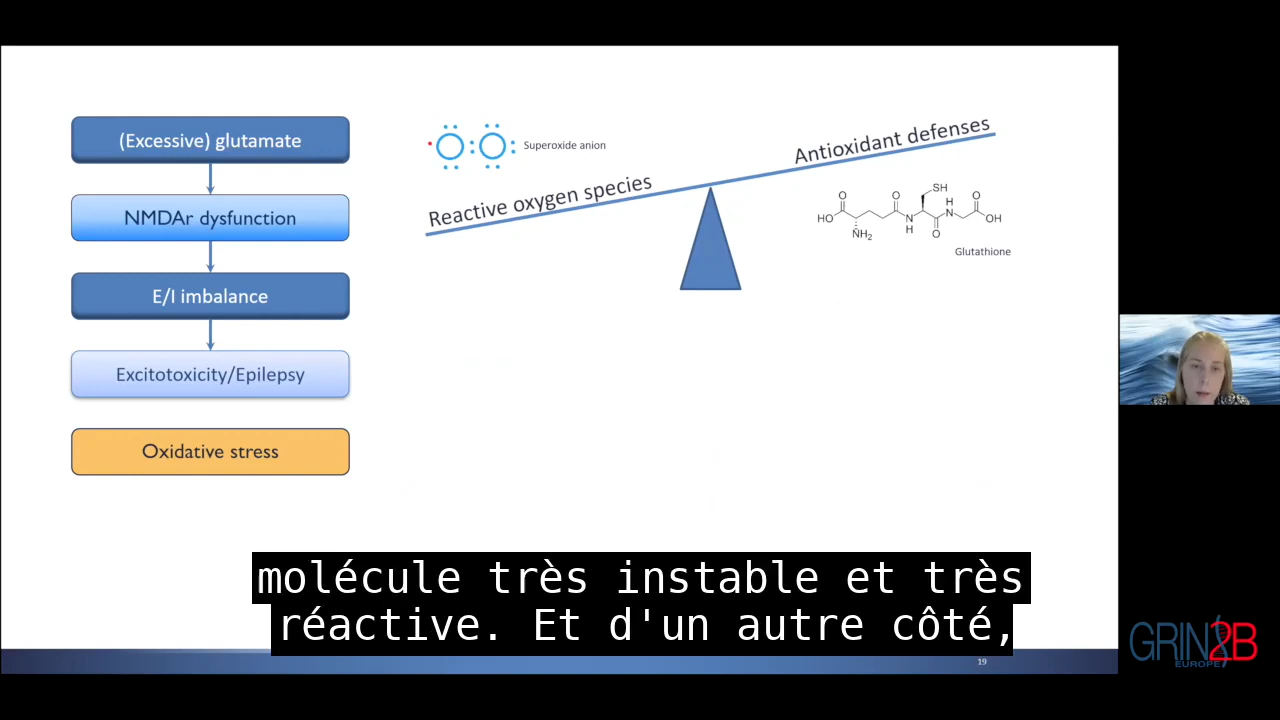 (Excessive) glutamate
NMDAr dysfunction
E/I imbalance
Excitotoxicity/Epilepsy
Oxidative stress
Superoxide anion
Reactive oxygen species
Antioxidant defenses
O
HO
NH₂
O
N
H
SH
O
H
N
O
OH
Glutathione
molécule très instable et très
réactive. Et d'un autre côté,
19
GRIN2B
EUROPE